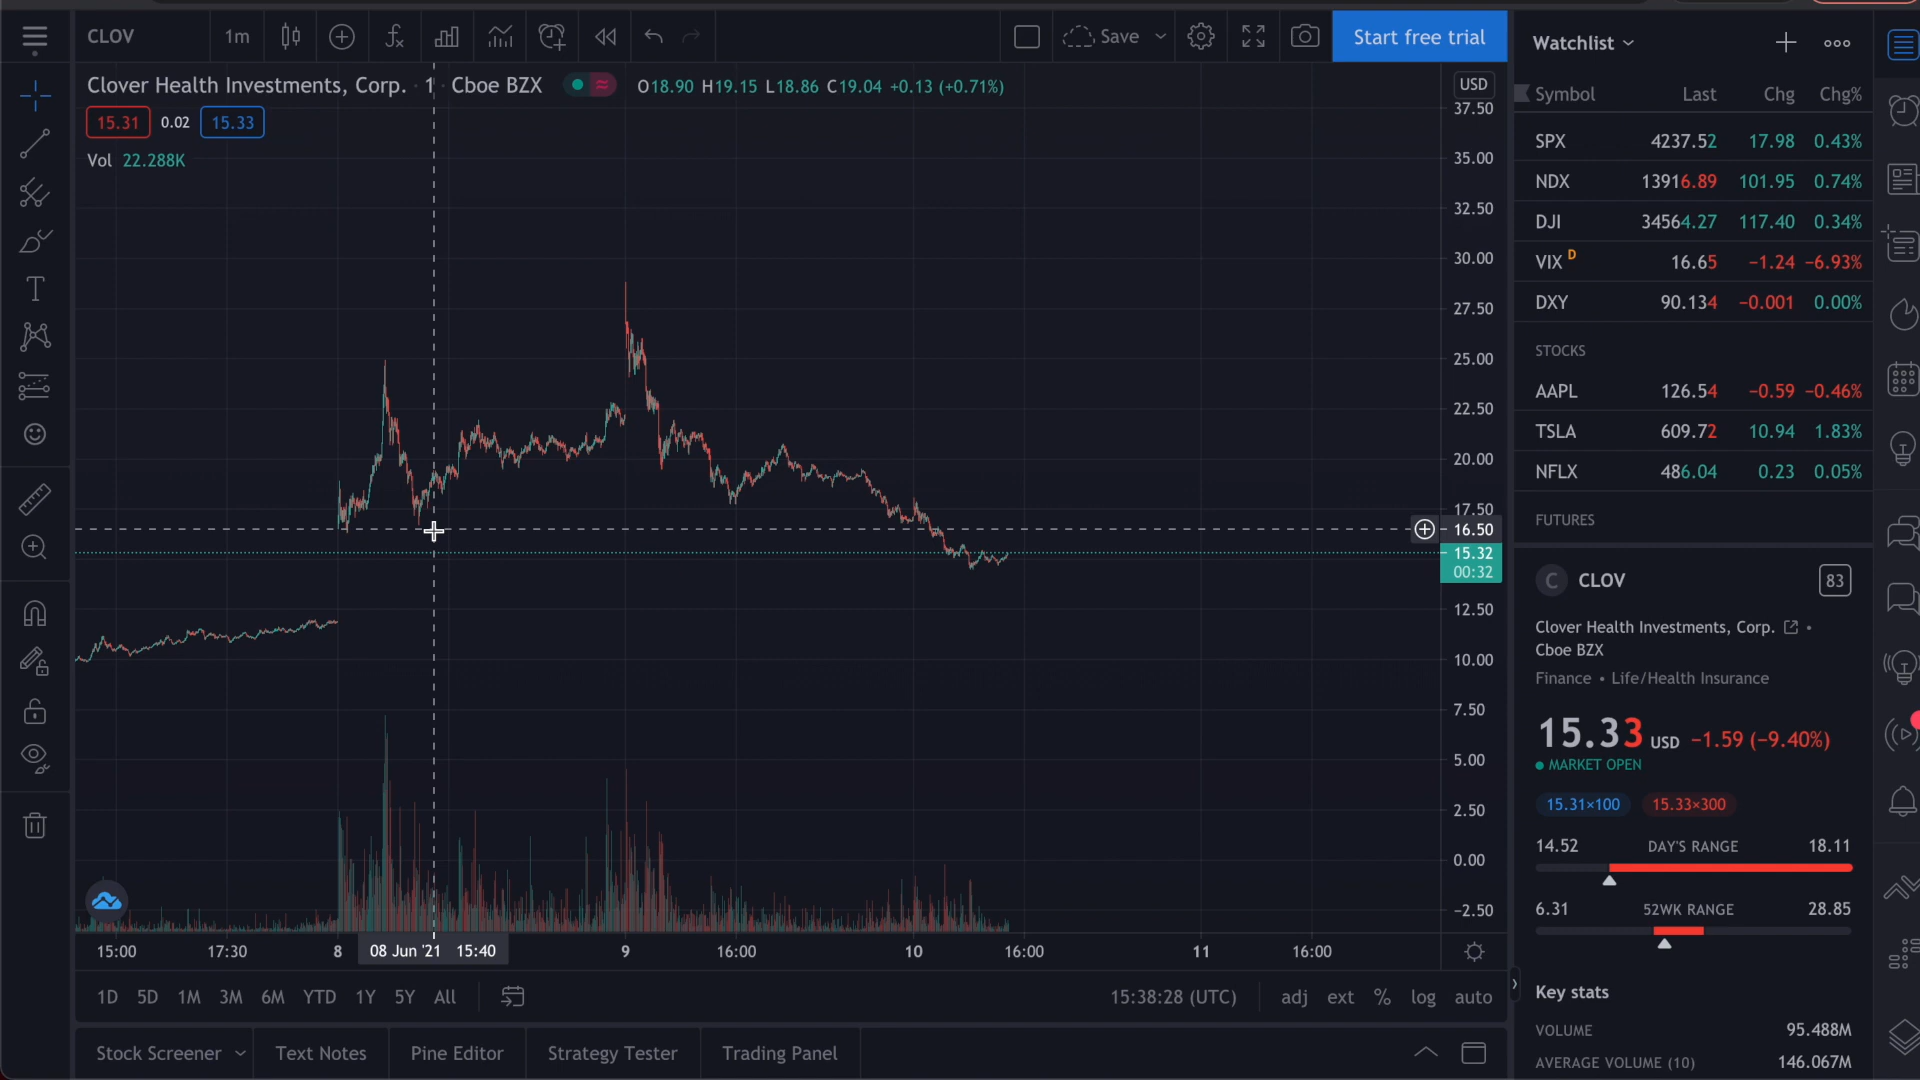 CLOV 1m Save Start free trial
Clover Health Investments, Corp. · 1 · Cboe BZX O18.90 H19.15 L18.86 C19.04 +0.13 (+0.71%)
15.31 0.02 15.33
Vol 22.288K
USD
37.50
35.00
32.50
30.00
27.50
25.00
22.50
20.00
17.50
16.50
15.32
00:32
12.50
10.00
7.50
5.00
2.50
0.00
−2.50
15:00 17:30 8 08 Jun '21 15:40 9 16:00 10 16:00 11 16:00
1D 5D 1M 3M 6M YTD 1Y 5Y All 15:38:28 (UTC) adj ext % log auto
Stock Screener Text Notes Pine Editor Strategy Tester Trading Panel
Watchlist
Symbol Last Chg Chg%
SPX 4237.52 17.98 0.43%
NDX 13916.89 101.95 0.74%
DJI 34564.27 117.40 0.34%
VIX D 16.65 −1.24 −6.93%
DXY 90.134 −0.001 0.00%
STOCKS
AAPL 126.54 −0.59 −0.46%
TSLA 609.72 10.94 1.83%
NFLX 486.04 0.23 0.05%
FUTURES
C CLOV 83
Clover Health Investments, Corp. •
Cboe BZX
Finance • Life/Health Insurance
15.33 USD −1.59 (−9.40%)
MARKET OPEN
15.31×100 15.33×300
14.52 DAY'S RANGE 18.11
6.31 52WK RANGE 28.85
Key stats
VOLUME 95.488M
AVERAGE VOLUME (10) 146.067M